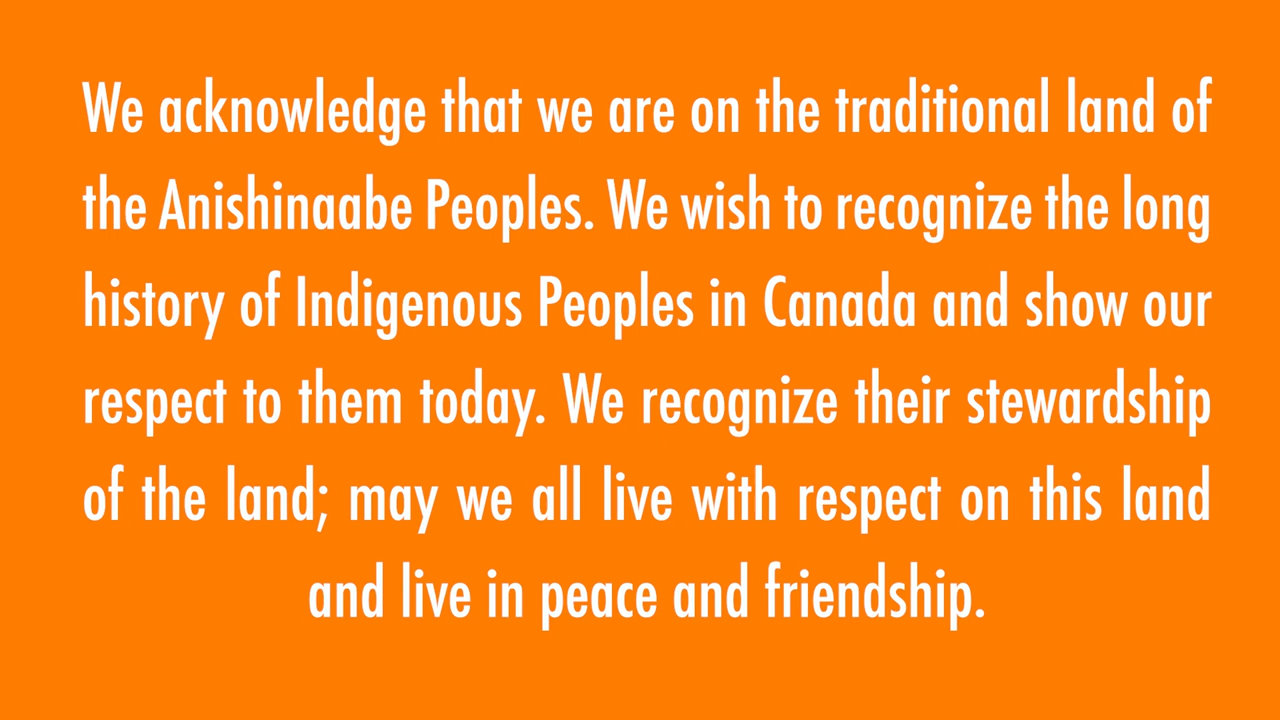 We acknowledge that we are on the traditional land of
the Anishinaabe Peoples. We wish to recognize the long
history of Indigenous Peoples in Canada and show our
respect to them today. We recognize their stewardship
of the land; may we all live with respect on this land
and live in peace and friendship.